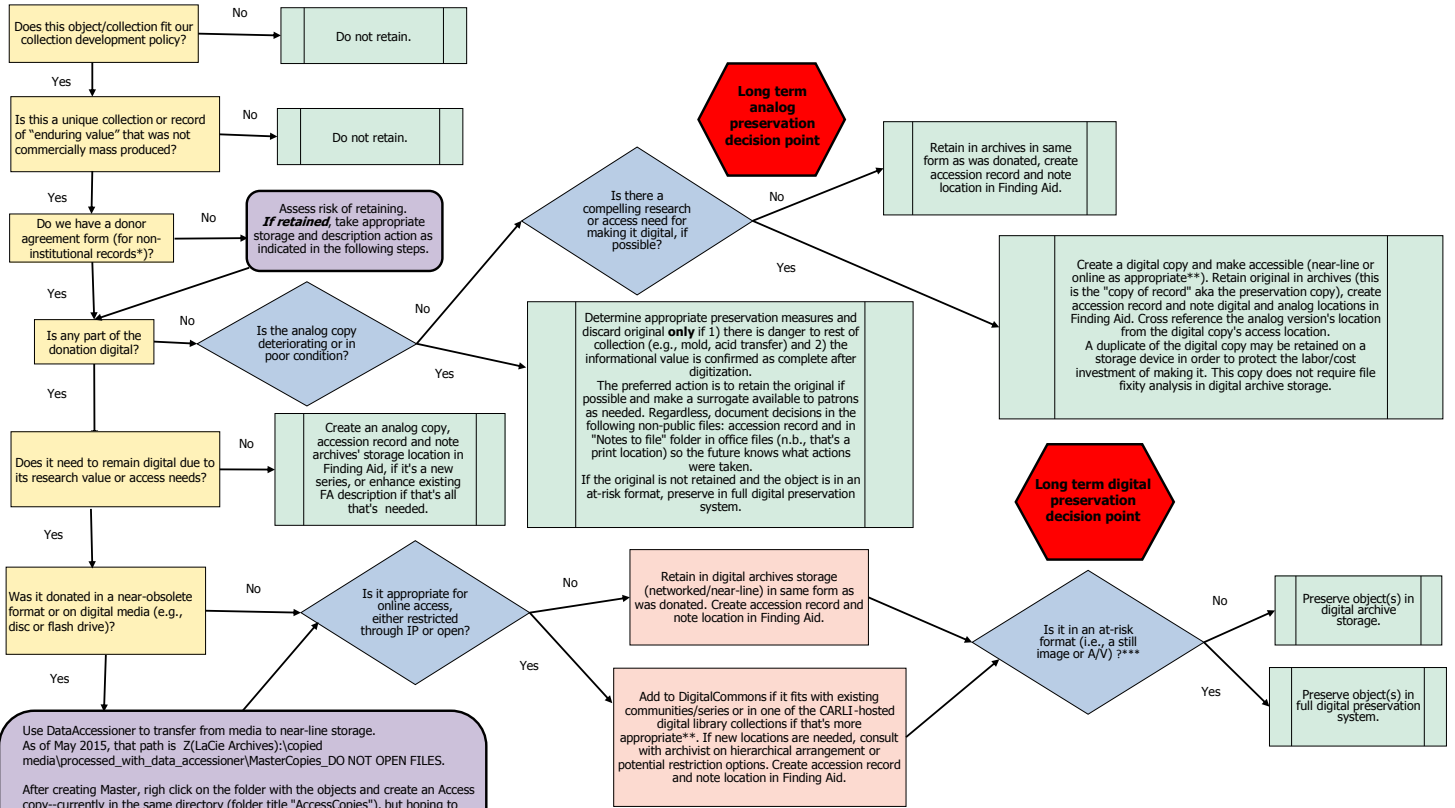 Does this object/collection fit our
collection development policy?
No
Do not retain.
Yes
Is this a unique collection or record
of “enduring value” that was not
commercially mass produced?
No
Do not retain.
Yes
Do we have a donor
agreement form (for non-
institutional records*)?
No
Assess risk of retaining.
If retained, take appropriate
storage and description action as
indicated in the following steps.
Yes
Is any part of the
donation digital?
No
Is the analog copy
deteriorating or in
poor condition?
No
Yes
Is there a
compelling research
or access need for
making it digital, if
possible?
No
Yes
Long term
analog
preservation
decision point
Retain in archives in same
form as was donated, create
accession record and note
location in Finding Aid.
Create a digital copy and make accessible (near-line or
online as appropriate**). Retain original in archives (this
is the "copy of record" aka the preservation copy), create
accession record and note digital and analog locations in
Finding Aid. Cross reference the analog version's location
from the digital copy's access location.
A duplicate of the digital copy may be retained on a
storage device in order to protect the labor/cost
investment of making it. This copy does not require file
fixity analysis in digital archive storage.
Determine appropriate preservation measures and
discard original only if 1) there is danger to rest of
collection (e.g., mold, acid transfer) and 2) the
informational value is confirmed as complete after
digitization.
The preferred action is to retain the original if
possible and make a surrogate available to patrons
as needed. Regardless, document decisions in the
following non-public files: accession record and in
"Notes to file" folder in office files (n.b., that's a
print location) so the future knows what actions
were taken.
If the original is not retained and the object is in an
at-risk format, preserve in full digital preservation
system.
Yes
Does it need to remain digital due to
its research value or access needs?
No
Create an analog copy,
accession record and note
archives' storage location in
Finding Aid, if it's a new
series, or enhance existing
FA description if that's all
that's needed.
Yes
Was it donated in a near-obsolete
format or on digital media (e.g.,
disc or flash drive)?
No
Is it appropriate for
online access,
either restricted
through IP or open?
No
Yes
Retain in digital archives storage
(networked/near-line) in same form as
was donated. Create accession record and
note location in Finding Aid.
Add to DigitalCommons if it fits with existing
communities/series or in one of the CARLI-hosted
digital library collections if that's more
appropriate**. If new locations are needed, consult
with archivist on hierarchical arrangement or
potential restriction options. Create accession record
and note location in Finding Aid.
Long term digital
preservation
decision point
Is it in an at-risk
format (i.e., a still
image or A/V) ?***
No
Preserve object(s) in
digital archive
storage.
Yes
Preserve object(s) in
full digital preservation
system.
Yes
Use DataAccessioner to transfer from media to near-line storage.
As of May 2015, that path is Z(LaCie Archives):\copied
media\processed_with_data_accessioner\MasterCopies_DO NOT OPEN FILES.
After creating Master, righ click on the folder with the objects and create an Access
copy--currently in the same directory (folder title "AccessCopies"), but hoping to